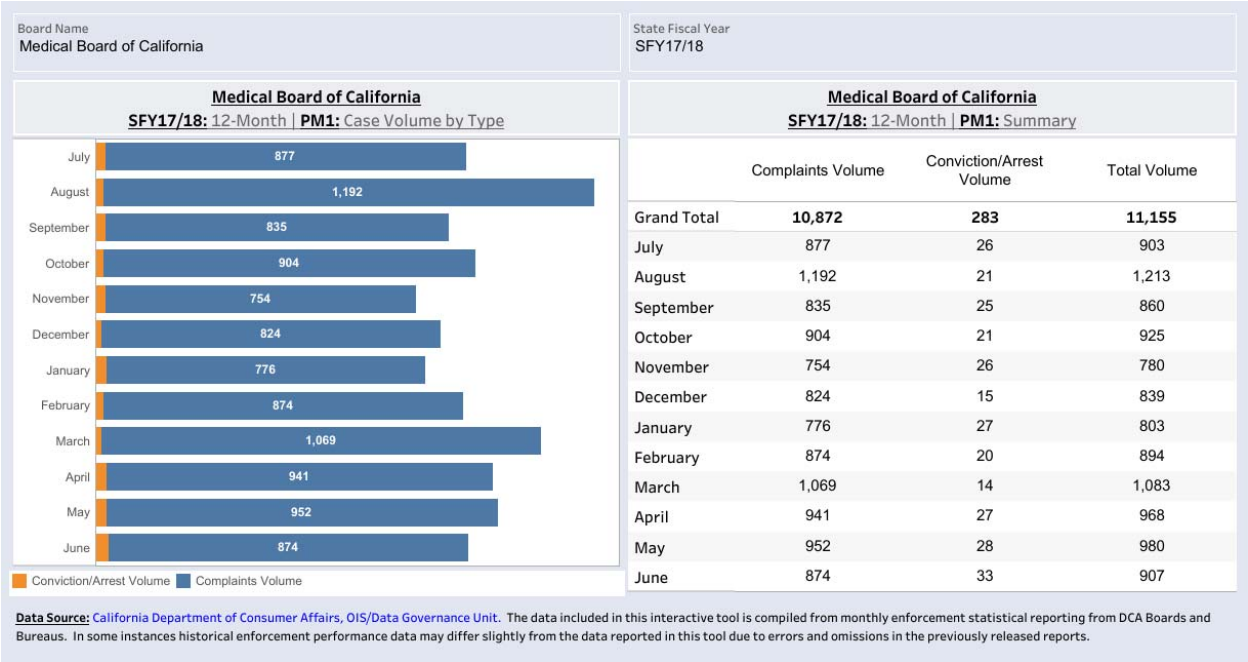 Board Name
Medical Board of California
State Fiscal Year
SFY17/18
Medical Board of California
SFY17/18: 12-Month | PM1: Case Volume by Type
July 877
August 1,192
September 835
October 904
November 754
December 824
January 776
February 874
March 1,069
April 941
May 952
June 874
Conviction/Arrest Volume Complaints Volume
Medical Board of California
SFY17/18: 12-Month | PM1: Summary
Complaints Volume Conviction/Arrest Volume Total Volume
Grand Total 10,872 283 11,155
July 877 26 903
August 1,192 21 1,213
September 835 25 860
October 904 21 925
November 754 26 780
December 824 15 839
January 776 27 803
February 874 20 894
March 1,069 14 1,083
April 941 27 968
May 952 28 980
June 874 33 907
Data Source: California Department of Consumer Affairs, OIS/Data Governance Unit. The data included in this interactive tool is compiled from monthly enforcement statistical reporting from DCA Boards and
Bureaus. In some instances historical enforcement performance data may differ slightly from the data reported in this tool due to errors and omissions in the previously released reports.